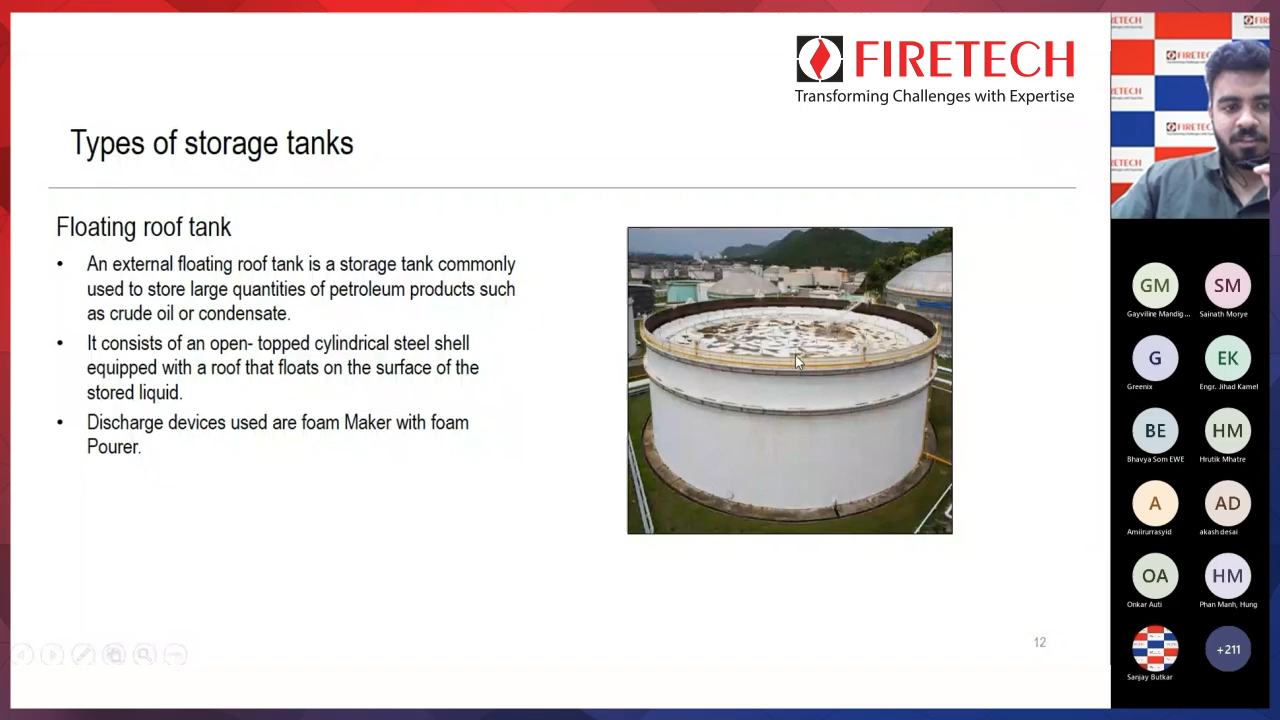 FIRETECH
Transforming Challenges with Expertise
Types of storage tanks
Floating roof tank
• An external floating roof tank is a storage tank commonly
used to store large quantities of petroleum products such
as crude oil or condensate.
• It consists of an open- topped cylindrical steel shell
equipped with a roof that floats on the surface of the
stored liquid.
• Discharge devices used are foam Maker with foam
Pourer.
12
FIRETECH
GM
SM
Gayviline Mandig...
Sainath Morye
G
EK
Greenix
Engr. Jihad Kamel
BE
HM
Bhavya Som EWE
Hrutik Mhatre
A
AD
Amiirurrasyid
akash desai
OA
HM
Onkar Auti
Phan Manh, Hung
+211
Sanjay Butkar